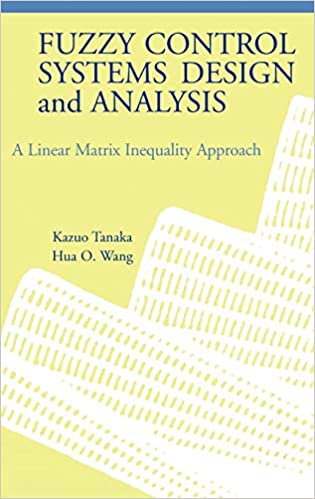 FUZZY CONTROL
SYSTEMS DESIGN
and ANALYSIS
A Linear Matrix Inequality Approach
Kazuo Tanaka
Hua O. Wang